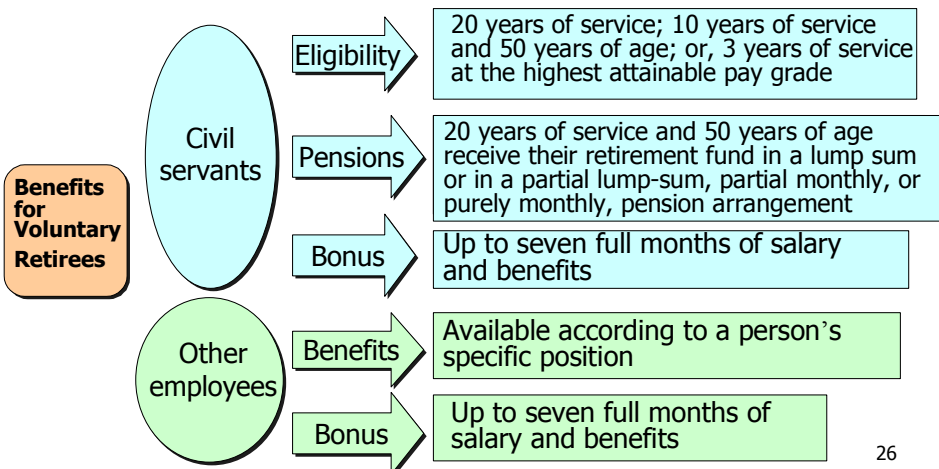 Benefits
for
Voluntary
Retirees
Civil
servants
Eligibility
20 years of service; 10 years of service
and 50 years of age; or, 3 years of service
at the highest attainable pay grade
Pensions
20 years of service and 50 years of age
receive their retirement fund in a lump sum
or in a partial lump-sum, partial monthly, or
purely monthly, pension arrangement
Bonus
Up to seven full months of salary
and benefits
Other
employees
Benefits
Available according to a person’s
specific position
Bonus
Up to seven full months of
salary and benefits
26